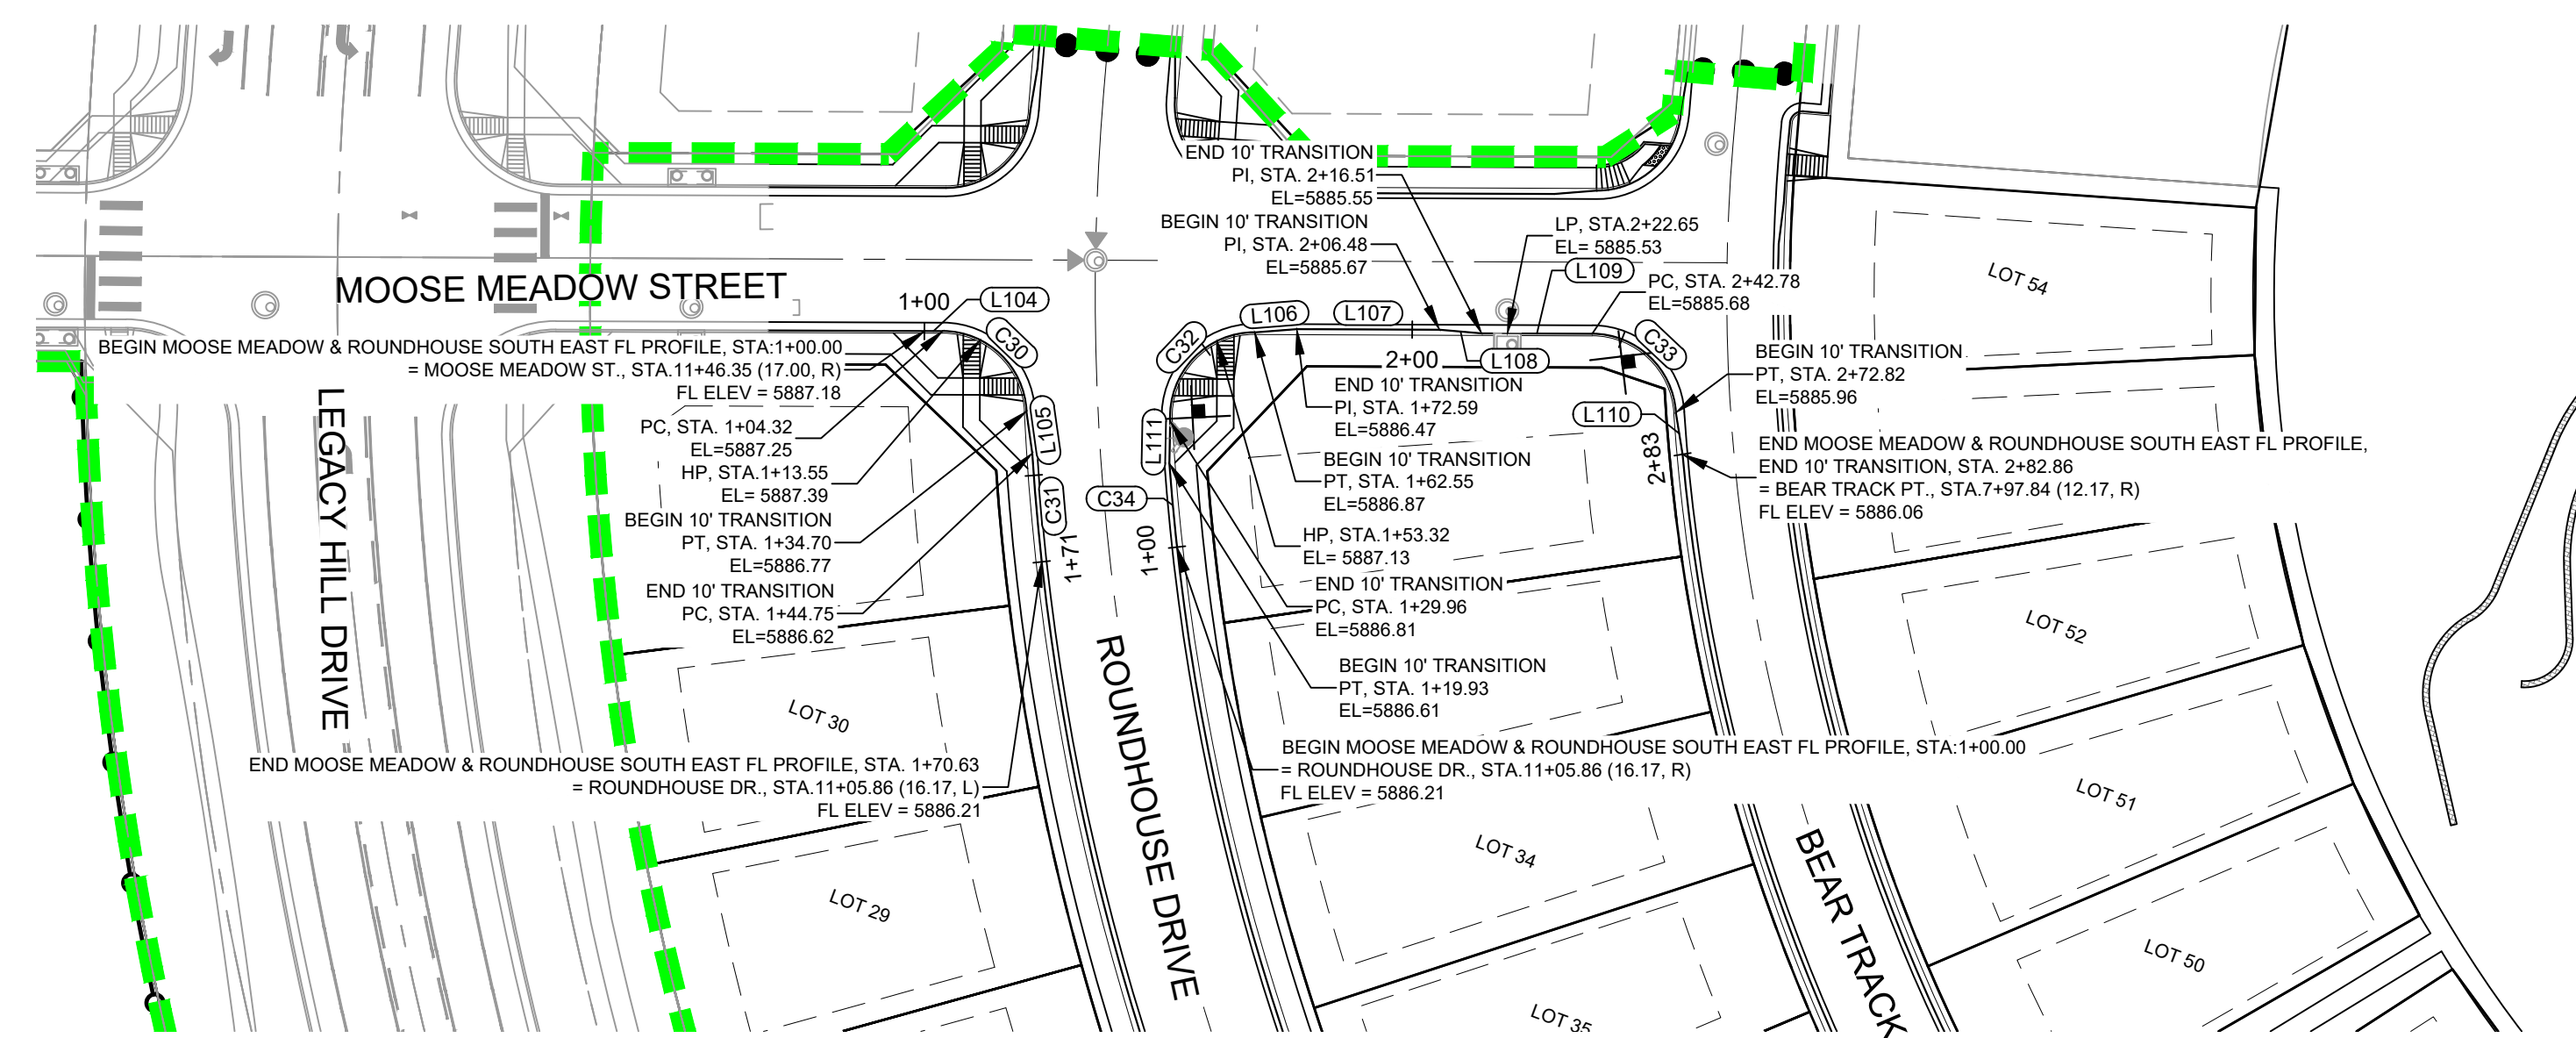 END 10' TRANSITION
PI, STA. 2+16.51
EL=5885.55
BEGIN 10' TRANSITION
PI, STA. 2+06.48
EL=5885.67
LP, STA.2+22.65
EL= 5885.53
L109
PC, STA. 2+42.78
EL=5885.68
LOT 54
MOOSE MEADOW STREET
1+00
L104
L106
L107
C30
C32
C33
2+00
L108
BEGIN MOOSE MEADOW & ROUNDHOUSE SOUTH EAST FL PROFILE, STA:1+00.00
= MOOSE MEADOW ST., STA.11+46.35 (17.00, R)
FL ELEV = 5887.18
PC, STA. 1+04.32
EL=5887.25
HP, STA.1+13.55
EL= 5887.39
BEGIN 10' TRANSITION
PT, STA. 1+34.70
EL=5886.77
END 10' TRANSITION
PC, STA. 1+44.75
EL=5886.62
L105
C31
1+71
L111
C34
1+00
END 10' TRANSITION
PI, STA. 1+72.59
EL=5886.47
BEGIN 10' TRANSITION
PT, STA. 1+62.55
EL=5886.87
HP, STA.1+53.32
EL= 5887.13
END 10' TRANSITION
PC, STA. 1+29.96
EL=5886.81
BEGIN 10' TRANSITION
PT, STA. 1+19.93
EL=5886.61
L110
2+83
BEGIN 10' TRANSITION
PT, STA. 2+72.82
EL=5885.96
END MOOSE MEADOW & ROUNDHOUSE SOUTH EAST FL PROFILE,
END 10' TRANSITION, STA. 2+82.86
= BEAR TRACK PT., STA.7+97.84 (12.17, R)
FL ELEV = 5886.06
LEGACY HILL DRIVE
LOT 30
LOT 52
END MOOSE MEADOW & ROUNDHOUSE SOUTH EAST FL PROFILE, STA. 1+70.63
= ROUNDHOUSE DR., STA.11+05.86 (16.17, L)
FL ELEV = 5886.21
BEGIN MOOSE MEADOW & ROUNDHOUSE SOUTH EAST FL PROFILE, STA:1+00.00
= ROUNDHOUSE DR., STA.11+05.86 (16.17, R)
FL ELEV = 5886.21
ROUNDHOUSE DRIVE
LOT 51
LOT 34
LOT 29
BEAR TRACK
LOT 50
LOT 35